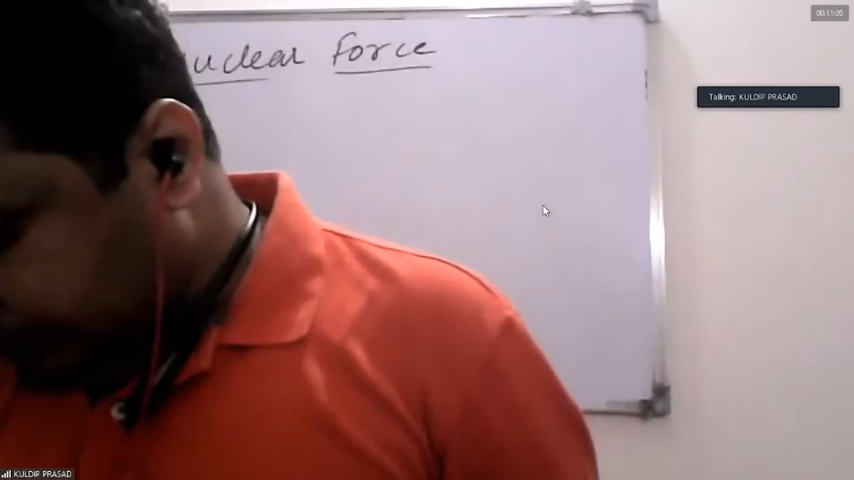 00:11:05
uclear Force
Talking: KULDIP PRASAD
KULDIP PRASAD